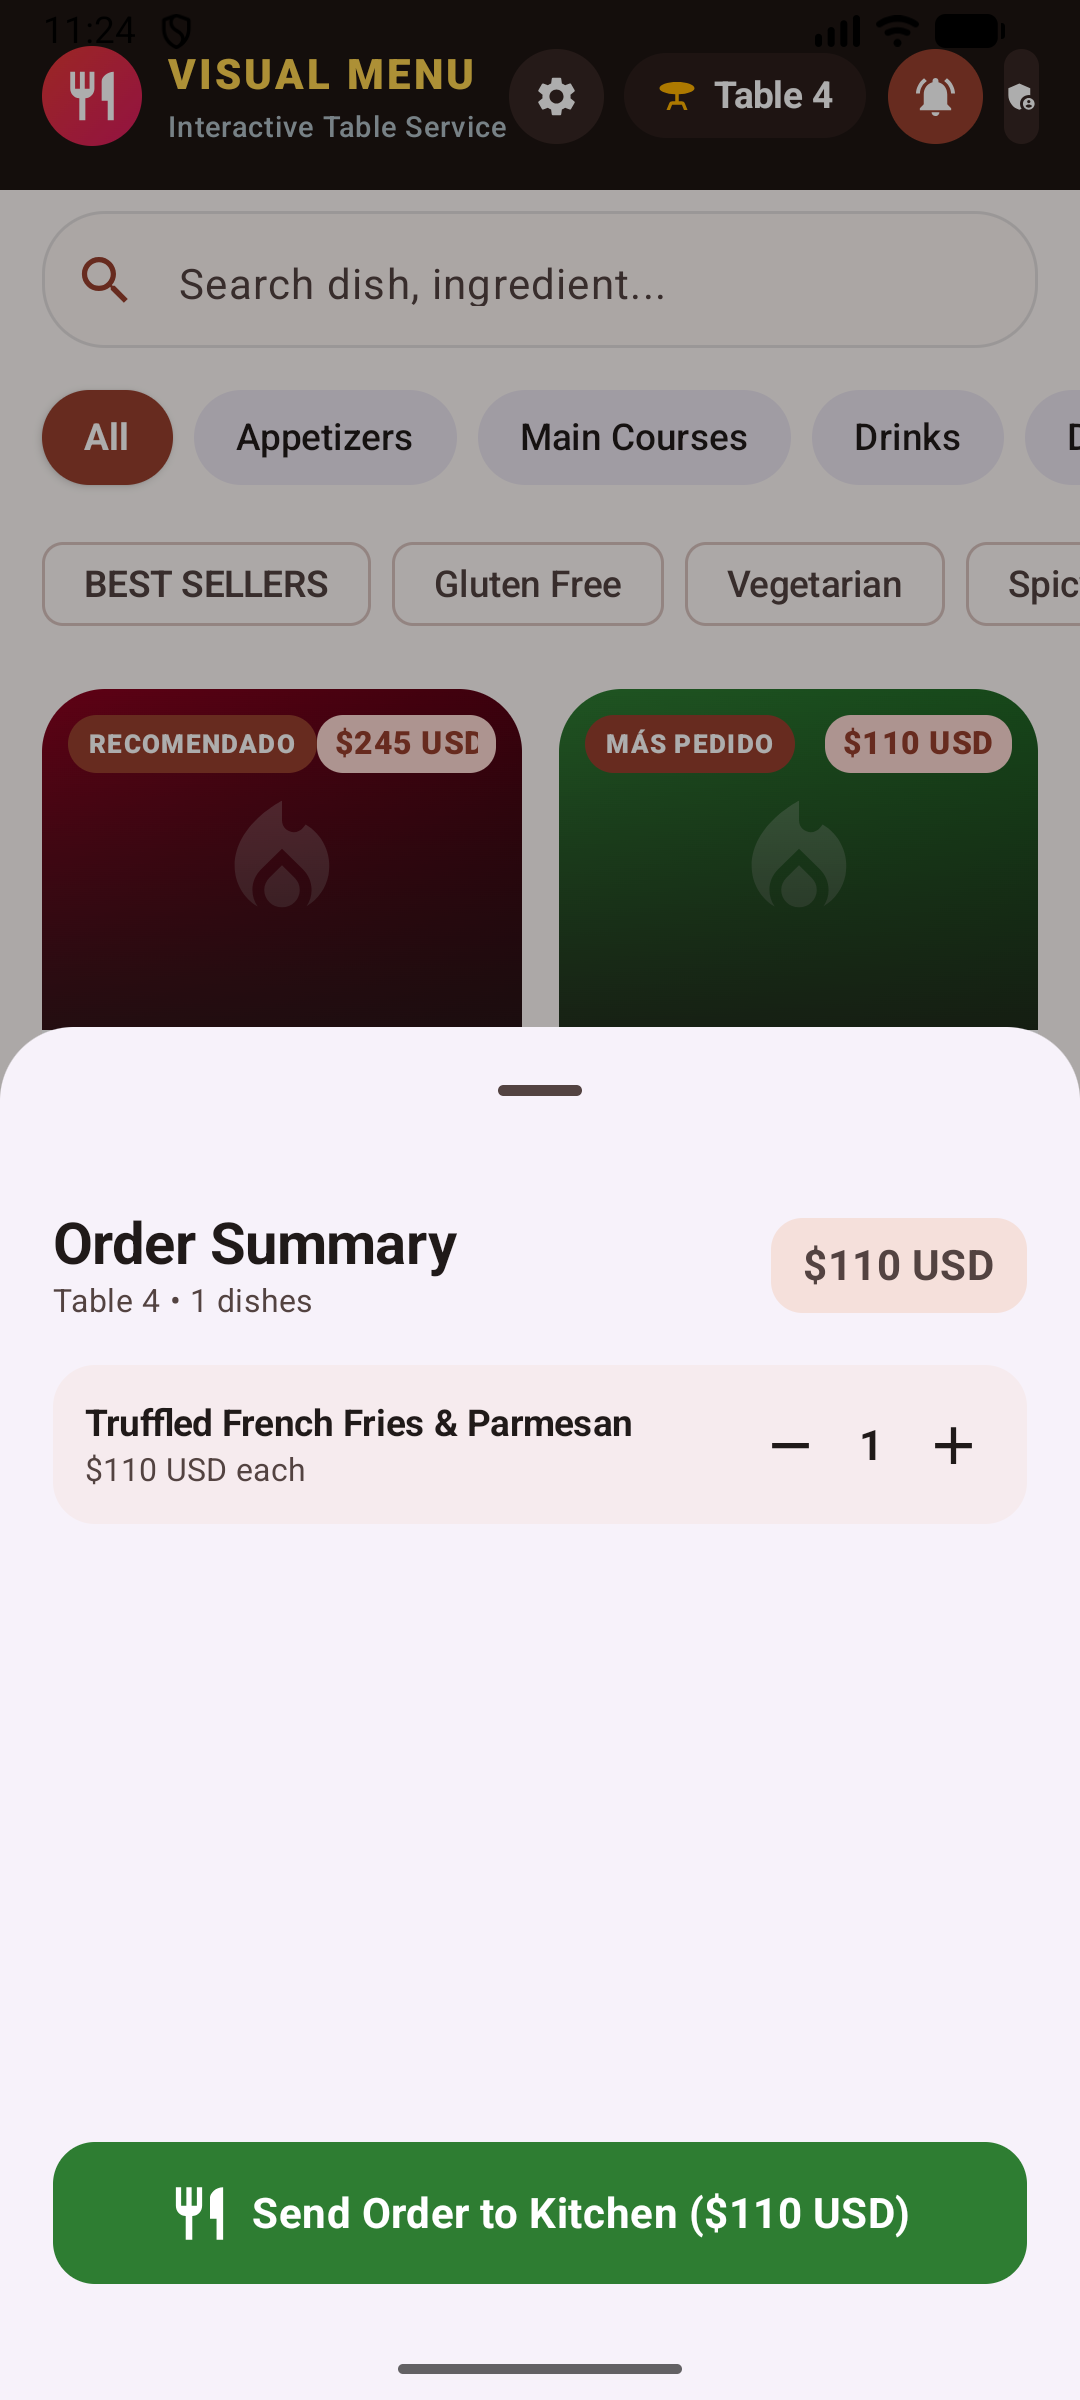 11:24
VISUAL MENU
Interactive Table Service
Table 4
Search dish, ingredient...
All
Appetizers
Main Courses
Drinks
BEST SELLERS
Gluten Free
Vegetarian
RECOMENDADO
$245 USD
MÁS PEDIDO
$110 USD
Order Summary
$110 USD
Table 4 • 1 dishes
Truffled French Fries & Parmesan
$110 USD each
1
Send Order to Kitchen ($110 USD)